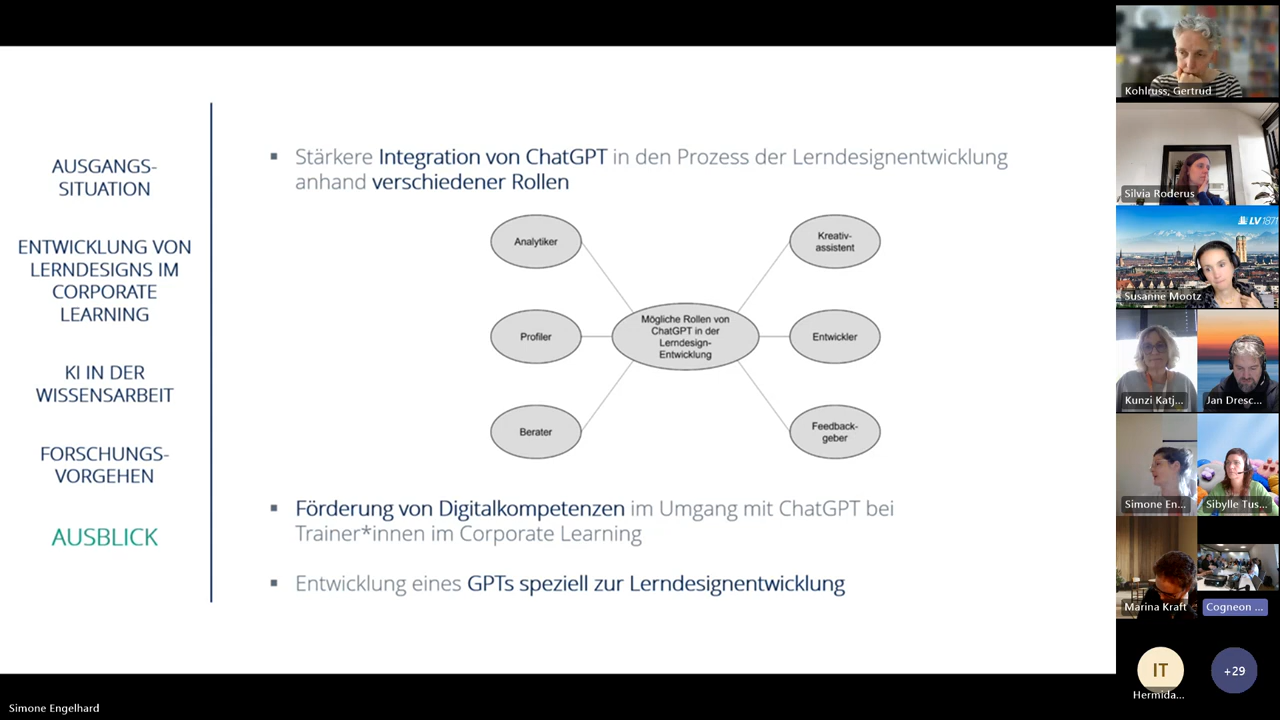 AUSGANGS-
SITUATION
ENTWICKLUNG VON
LERNDESIGNS IM
CORPORATE
LEARNING
KI IN DER
WISSENSARBEIT
FORSCHUNGS-
VORGEHEN
AUSBLICK
▪ Stärkere Integration von ChatGPT in den Prozess der Lerndesignentwicklung
anhand verschiedener Rollen
Analytiker
Kreativ-
assistent
Profiler
Mögliche Rollen von
ChatGPT in der
Lerndesign-
Entwicklung
Entwickler
Berater
Feedback-
geber
▪ Förderung von Digitalkompetenzen im Umgang mit ChatGPT bei
Trainer*innen im Corporate Learning
▪ Entwicklung eines GPTs speziell zur Lerndesignentwicklung
Kohlruss, Gertrud
Silvia Roderus
LV 1871
Susanne Mootz
Kunzi Katj...
Jan Dresc...
Simone En...
Sibylle Tus...
Marina Kraft
Cogneon ...
IT
Hermida...
+29
Simone Engelhard